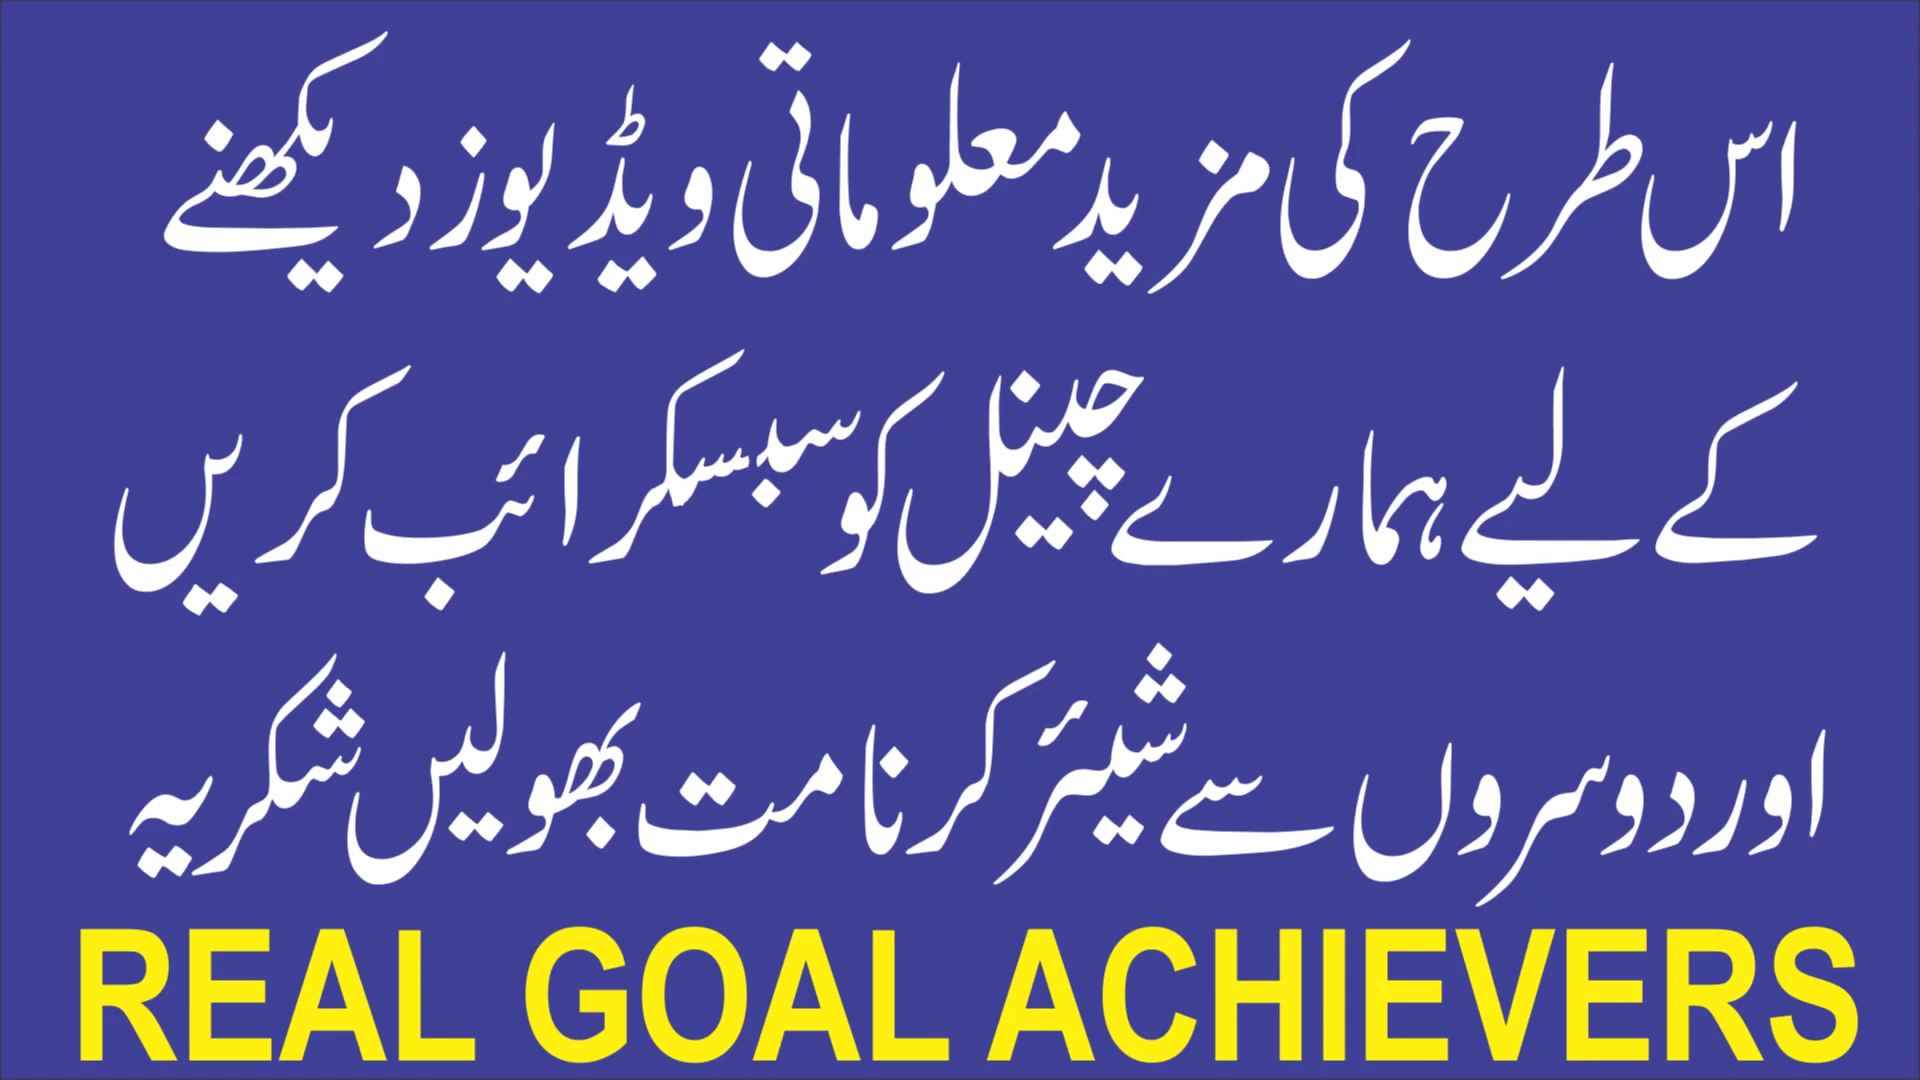 اس طرح کی مزید معلوماتی ویڈیوز دیکھنے
کے لیے ہمارے چینل کو سبسکرائب کریں
اور دوسروں سے شیئر کرنا مت بھولیں شکریہ
REAL GOAL ACHIEVERS